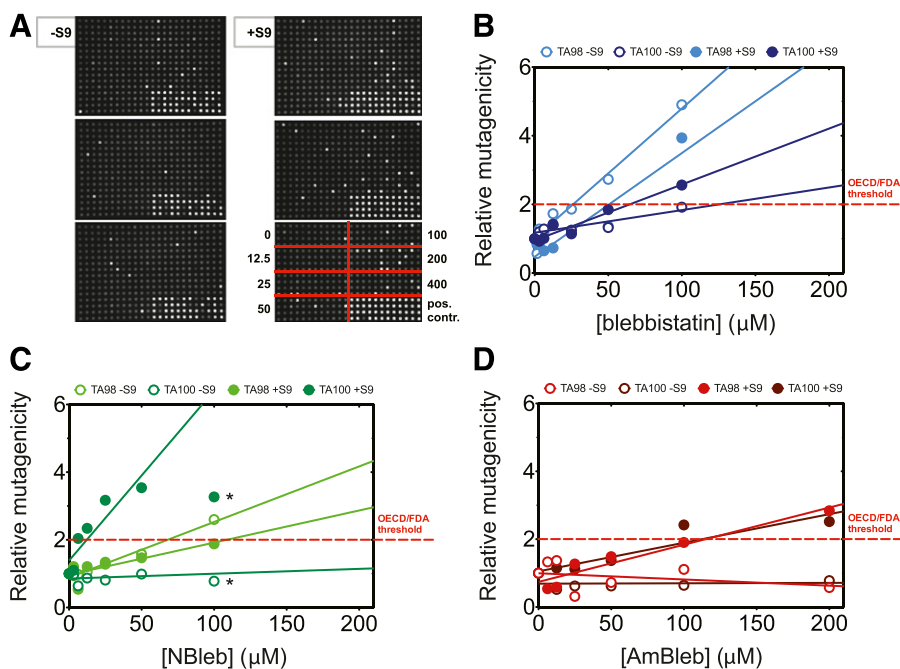 A
-S9
+S9
0
100
12.5
200
25
400
50
pos.
contr.
B
TA98 -S9 TA100 -S9 TA98 +S9 TA100 +S9
Relative mutagenicity
6
4
2
0
OECD/FDA
threshold
0 50 100 150 200
[blebbistatin] (µM)
C
TA98 -S9 TA100 -S9 TA98 +S9 TA100 +S9
Relative mutagenicity
6
4
2
0
*
*
OECD/FDA
threshold
0 50 100 150 200
[NBleb] (µM)
D
TA98 -S9 TA100 -S9 TA98 +S9 TA100 +S9
Relative mutagenicity
6
4
2
0
OECD/FDA
threshold
0 50 100 150 200
[AmBleb] (µM)